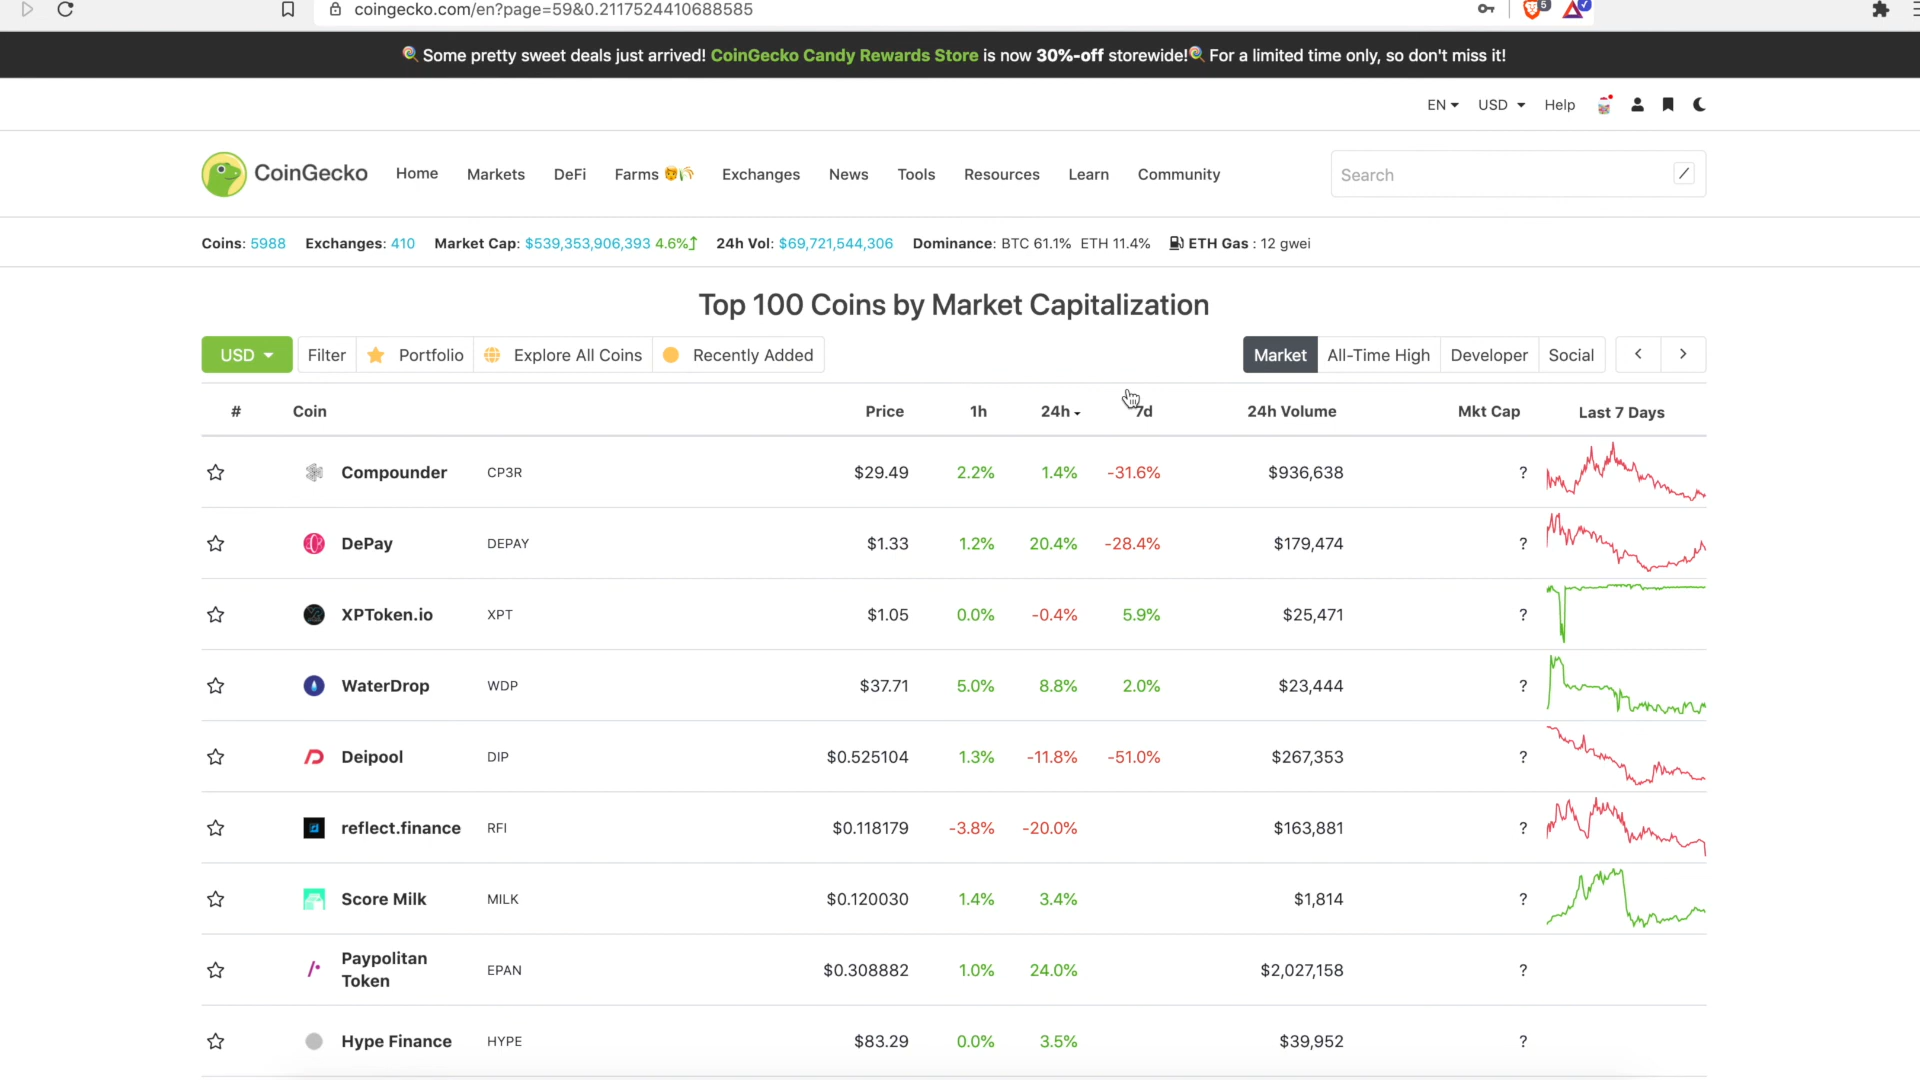 coingecko.com/en?page=59&0.2117524410688585
5
Some pretty sweet deals just arrived! CoinGecko Candy Rewards Store is now 30%-off storewide! For a limited time only, so don't miss it!
EN USD Help
CoinGecko Home Markets DeFi Farms Exchanges News Tools Resources Learn Community Search /
Coins: 5988 Exchanges: 410 Market Cap: $539,353,906,393 4.6% 24h Vol: $69,721,544,306 Dominance: BTC 61.1% ETH 11.4% ETH Gas : 12 gwei
Top 100 Coins by Market Capitalization
USD Filter Portfolio Explore All Coins Recently Added Market All-Time High Developer Social
# Coin Price 1h 24h 7d 24h Volume Mkt Cap Last 7 Days
Compounder CP3R $29.49 2.2% 1.4% -31.6% $936,638 ?
DePay DEPAY $1.33 1.2% 20.4% -28.4% $179,474 ?
XPToken.io XPT $1.05 0.0% -0.4% 5.9% $25,471 ?
WaterDrop WDP $37.71 5.0% 8.8% 2.0% $23,444 ?
Deipool DIP $0.525104 1.3% -11.8% -51.0% $267,353 ?
reflect.finance RFI $0.118179 -3.8% -20.0% $163,881 ?
Score Milk MILK $0.120030 1.4% 3.4% $1,814 ?
Paypolitan
Token EPAN $0.308882 1.0% 24.0% $2,027,158 ?
Hype Finance HYPE $83.29 0.0% 3.5% $39,952 ?